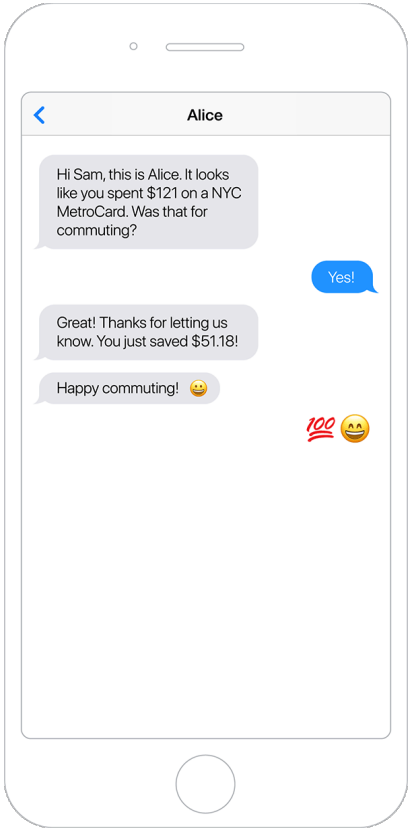 Alice
Hi Sam, this is Alice. It looks
like you spent $121 on a NYC
MetroCard. Was that for
commuting?
Yes!
Great! Thanks for letting us
know. You just saved $51.18!
Happy commuting! 😀
💯😄